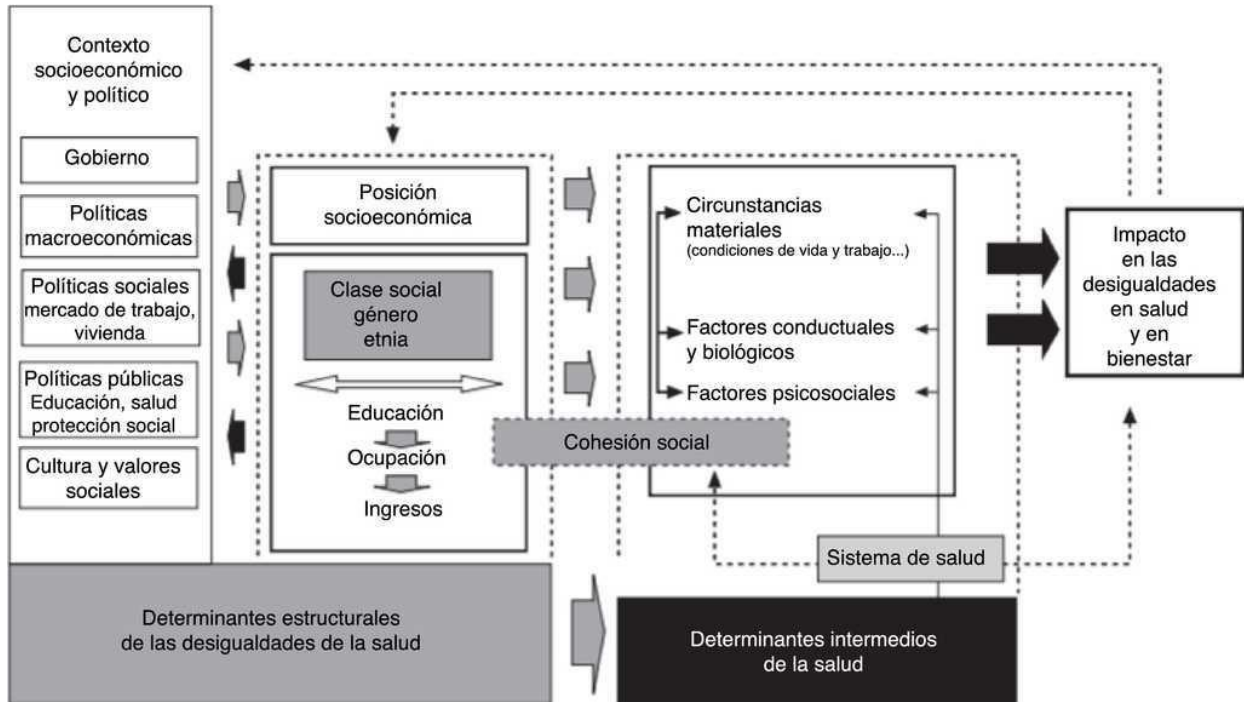 Contexto
socioeconómico
y político
Gobierno
Políticas
macroeconómicas
Políticas sociales
mercado de trabajo,
vivienda
Políticas públicas
Educación, salud
protección social
Cultura y valores
sociales
Posición
socioeconómica
Clase social
género
etnia
Educación
Ocupación
Ingresos
Cohesión social
Circunstancias
materiales
(condiciones de vida y trabajo...)
Factores conductuales
y biológicos
Factores psicosociales
Sistema de salud
Impacto
en las
desigualdades
en salud
y en
bienestar
Determinantes estructurales
de las desigualdades de la salud
Determinantes intermedios
de la salud